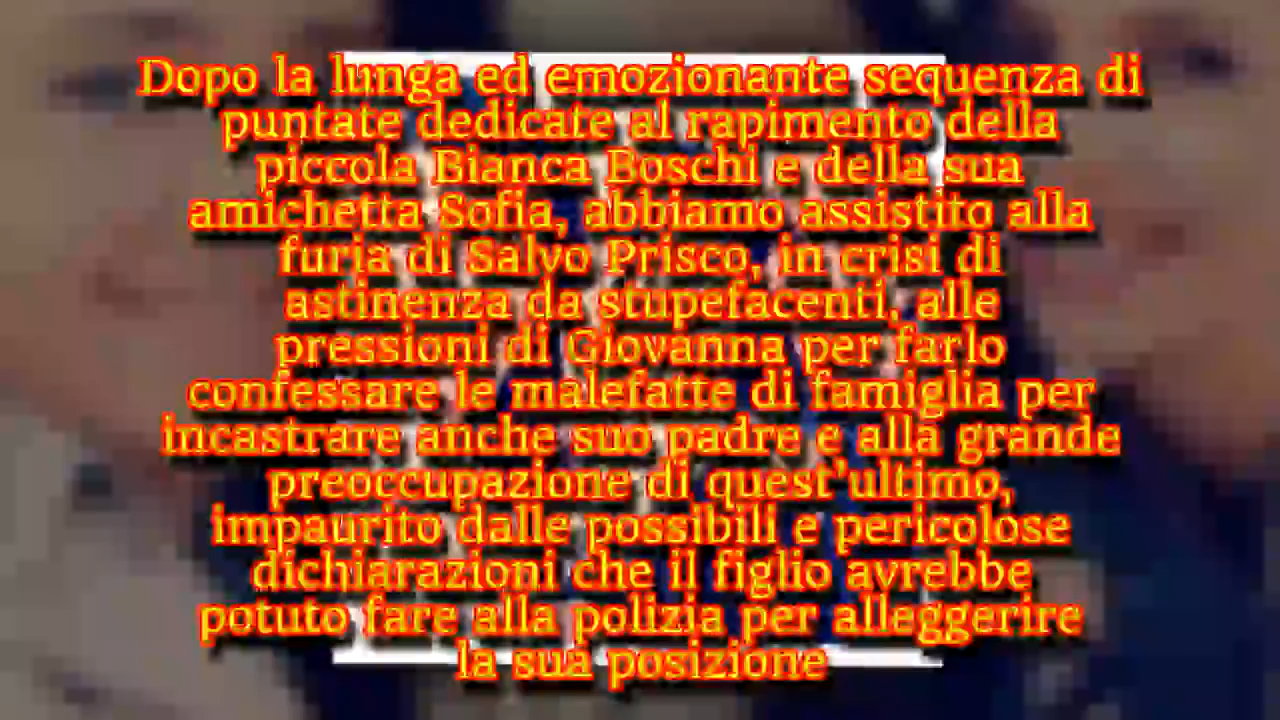 Dopo la lunga ed emozionante sequenza di
puntate dedicate al rapimento della
piccola Bianca Boschi e della sua
amichetta Sofia, abbiamo assistito alla
furia di Salvo Prisco, in crisi di
astinenza da stupefacenti, alle
pressioni di Giovanna per farlo
confessare le malefatte di famiglia per
incastrare anche suo padre e alla grande
preoccupazione di quest'ultimo,
impaurito dalle possibili e pericolose
dichiarazioni che il figlio avrebbe
potuto fare alla polizia per alleggerire
la sua posizione